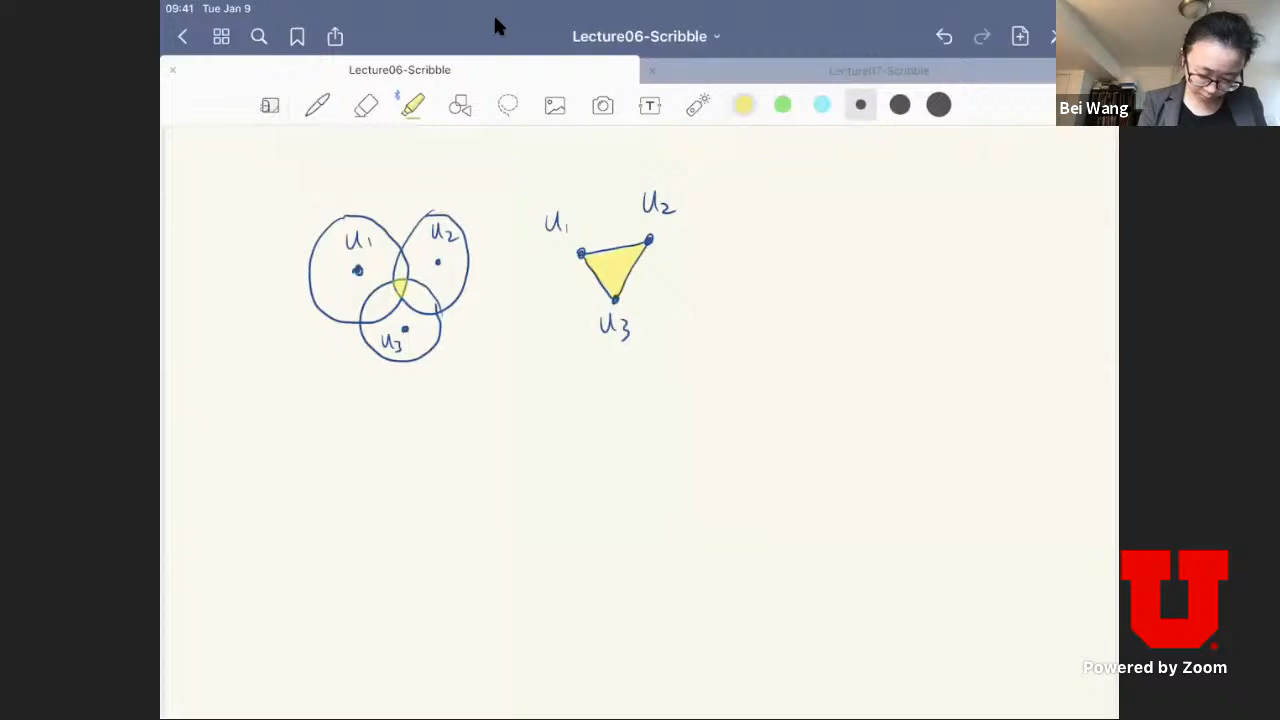 09:41 Tue Jan 9
Lecture06-Scribble
Lecture06-Scribble
Lecture07-Scribble
Bei Wang
U1
U2
U3
U1
U2
U3
U
Powered by Zoom